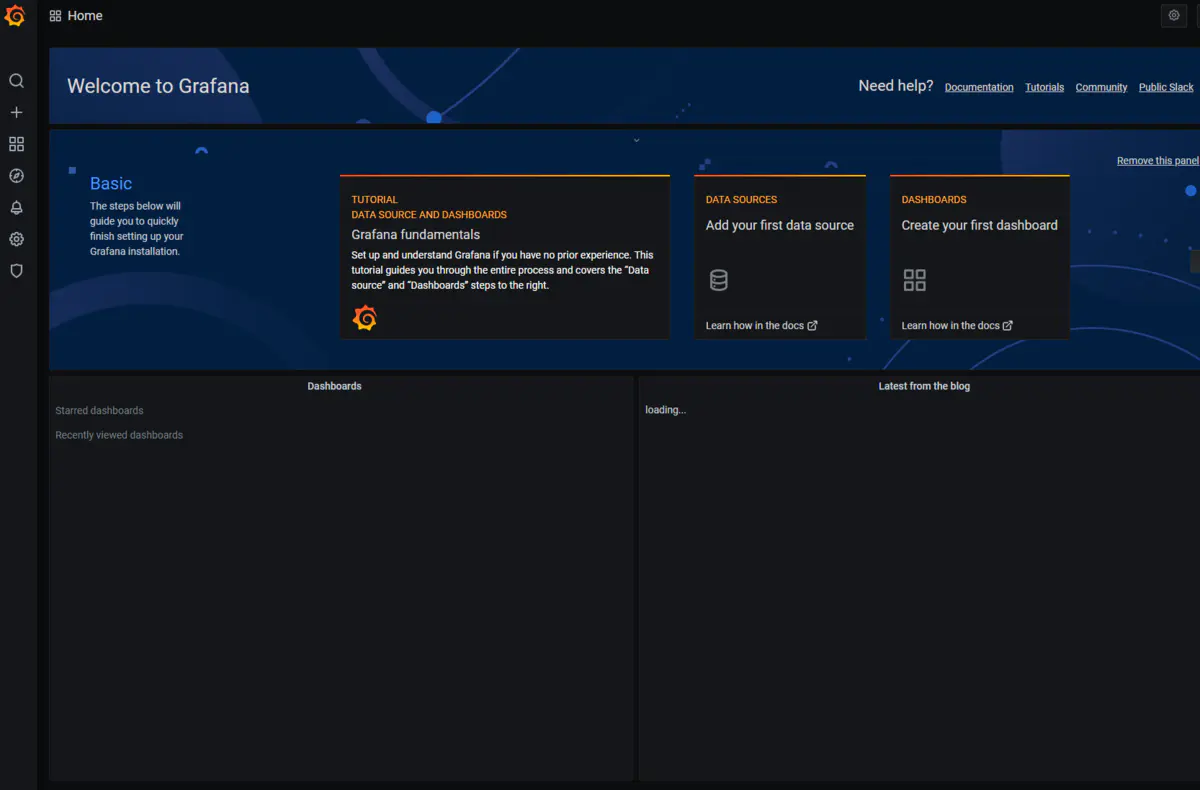 Home
Welcome to Grafana
Need help? Documentation Tutorials Community Public Slack
Remove this panel
Basic
The steps below will
guide you to quickly
finish setting up your
Grafana installation.
TUTORIAL
DATA SOURCE AND DASHBOARDS
Grafana fundamentals
Set up and understand Grafana if you have no prior experience. This
tutorial guides you through the entire process and covers the “Data
source” and “Dashboards” steps to the right.
DATA SOURCES
Add your first data source
Learn how in the docs
DASHBOARDS
Create your first dashboard
Learn how in the docs
Dashboards
Starred dashboards
Recently viewed dashboards
Latest from the blog
loading...